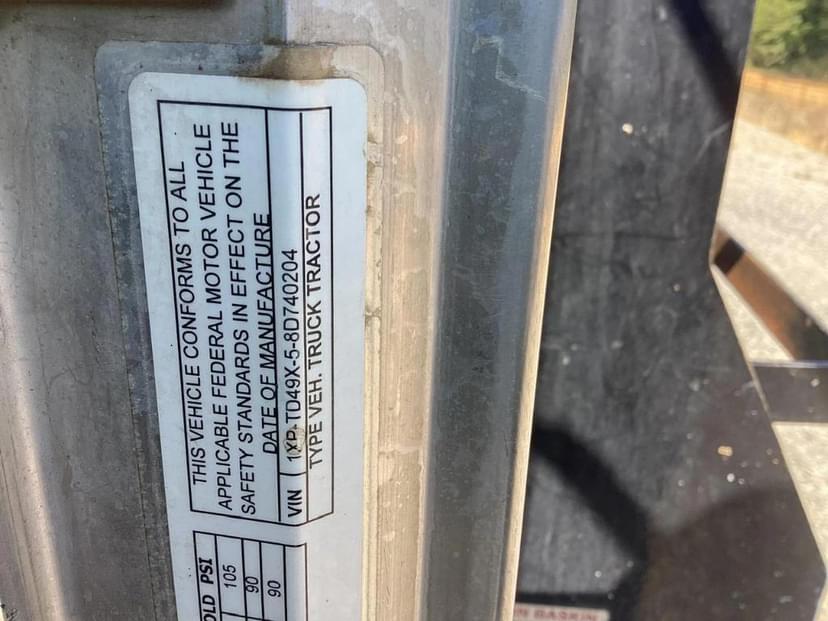 THIS VEHICLE CONFORMS TO ALL
APPLICABLE FEDERAL MOTOR VEHICLE
SAFETY STANDARDS IN EFFECT ON THE
DATE OF MANUFACTURE
VIN 1XP-TD49X-5-8D740204
TYPE VEH. TRUCK TRACTOR
PSI
105
90
90